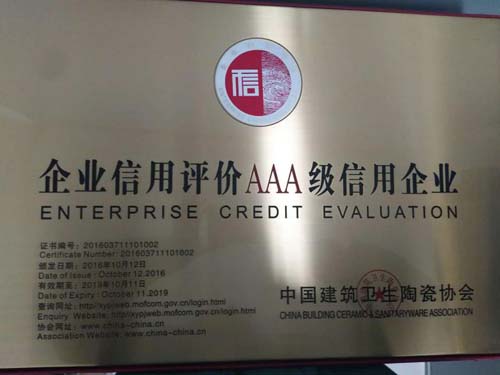 信
企业信用评价AAA级信用企业
ENTERPRISE CREDIT EVALUATION
证书编号：201603711101002
Certificate Number：201603711101002
颁发日期：2016年10月12日
Date of Issue：October 12.2016
有效期至：2019年10月11日
Date of Expiry：October 11.2019
查询网址：http//xypjweb.mofcom.gov.cn/login.html
Enquiry Website：http//xypjweb.mofcom.gov.cn/login.html
协会网址：www.china-china.cn
Association Website：www.china-china.cn
中国建筑卫生陶瓷协会
CHINA BUILDING CERAMIC & SANITARYWARE ASSOCIATION